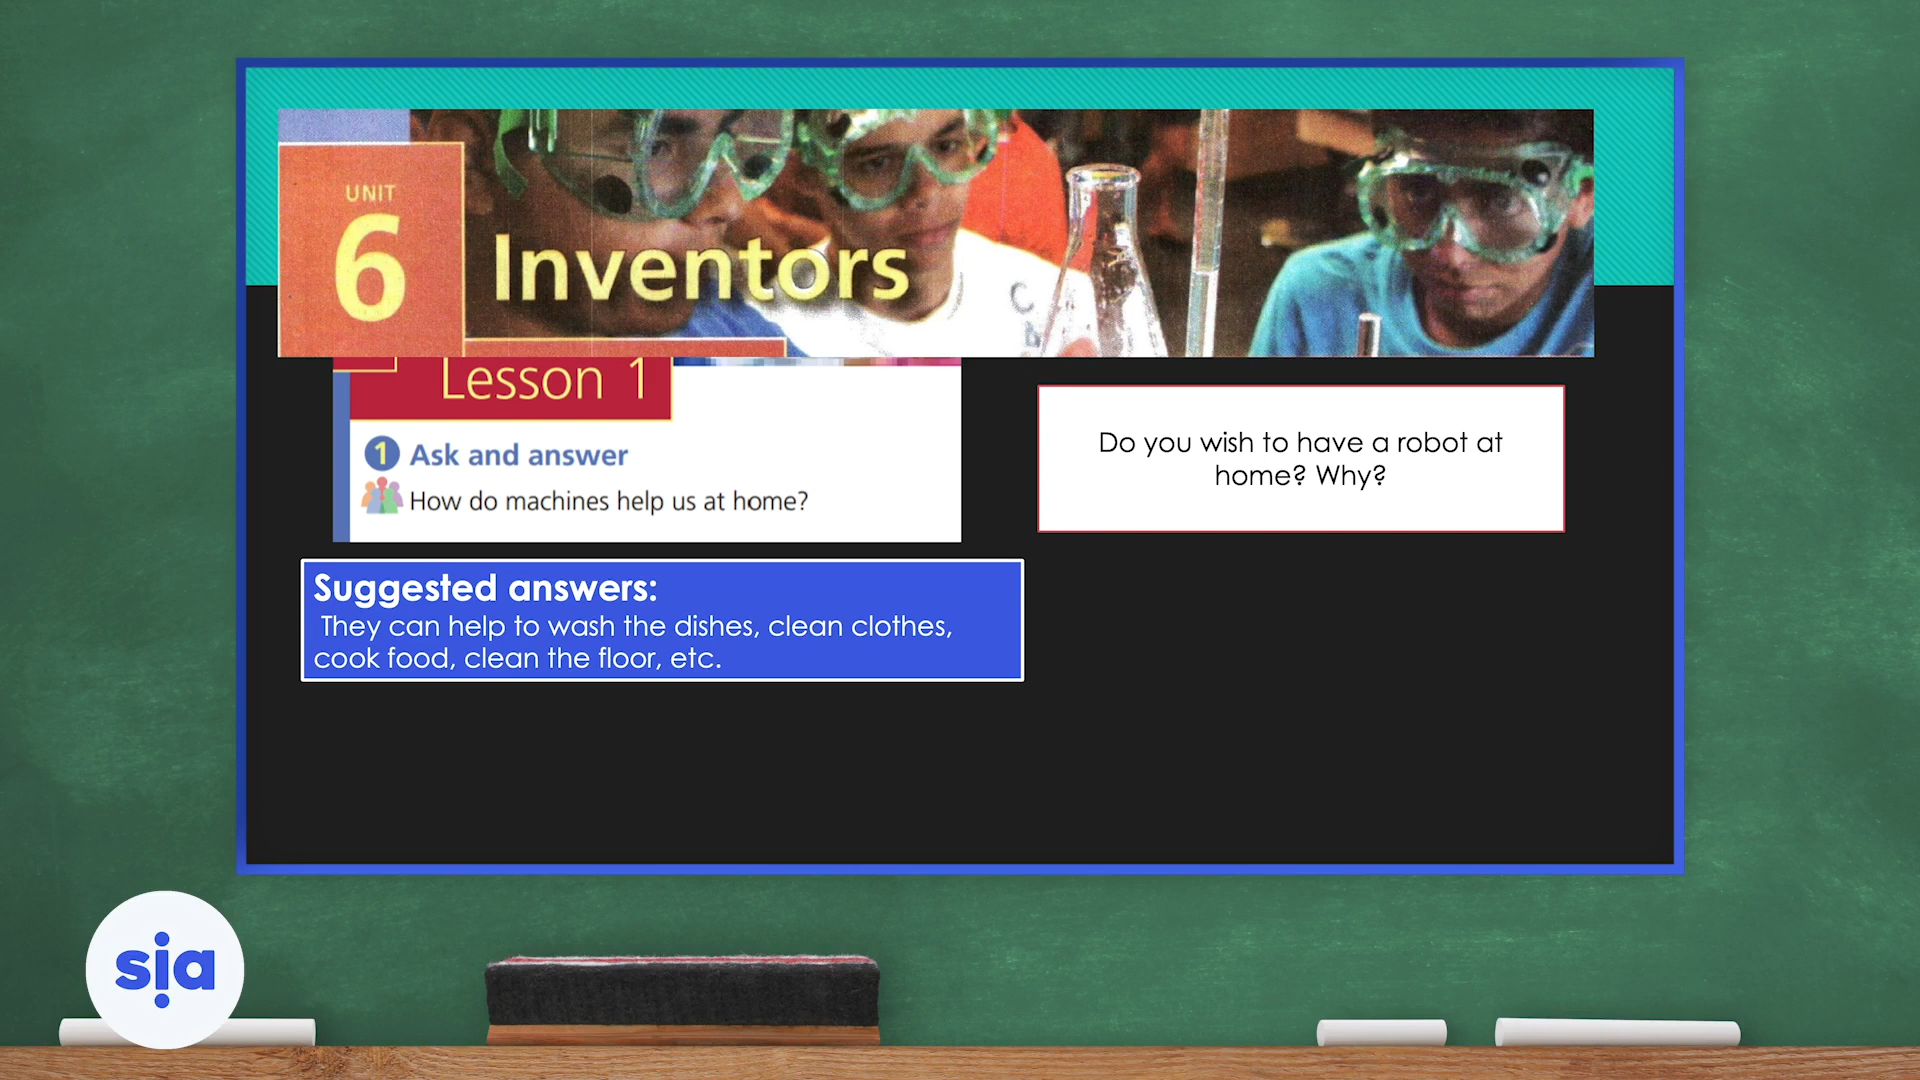 UNIT
6
Inventors
Lesson 1
1 Ask and answer
How do machines help us at home?
Do you wish to have a robot at
home? Why?
Suggested answers:
They can help to wash the dishes, clean clothes,
cook food, clean the floor, etc.
sia